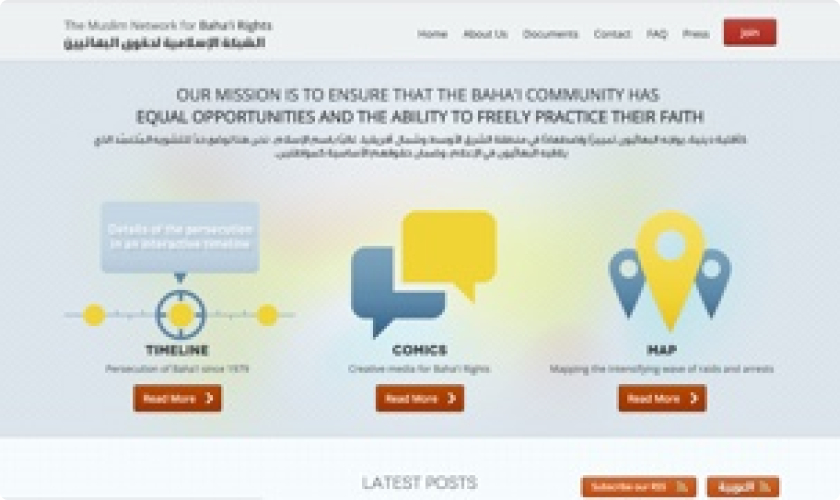 The Muslim Network for Baha'i Rights
الشبكة الإسلامية لحقوق البهائيين
Home About Us Documents Contact FAQ Press Join
OUR MISSION IS TO ENSURE THAT THE BAHA'I COMMUNITY HAS
EQUAL OPPORTUNITIES AND THE ABILITY TO FREELY PRACTICE THEIR FAITH
Details of the persecution
in an interactive timeline
TIMELINE
Persecution of Baha'i since 1979
Read More
COMICS
Creative media for Baha'i Rights
Read More
MAP
Mapping the intensifying wave of raids and arrests
Read More
LATEST POSTS
Subscribe our RSS